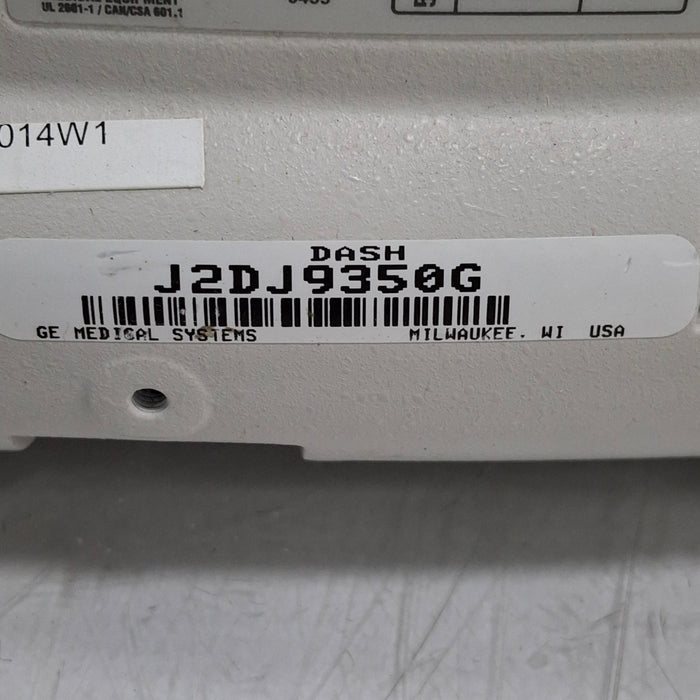 UL 2601-1 / CAN/CSA 601.1
014W1
DASH
J2DJ9350G
GE MEDICAL SYSTEMS MILWAUKEE. WI USA